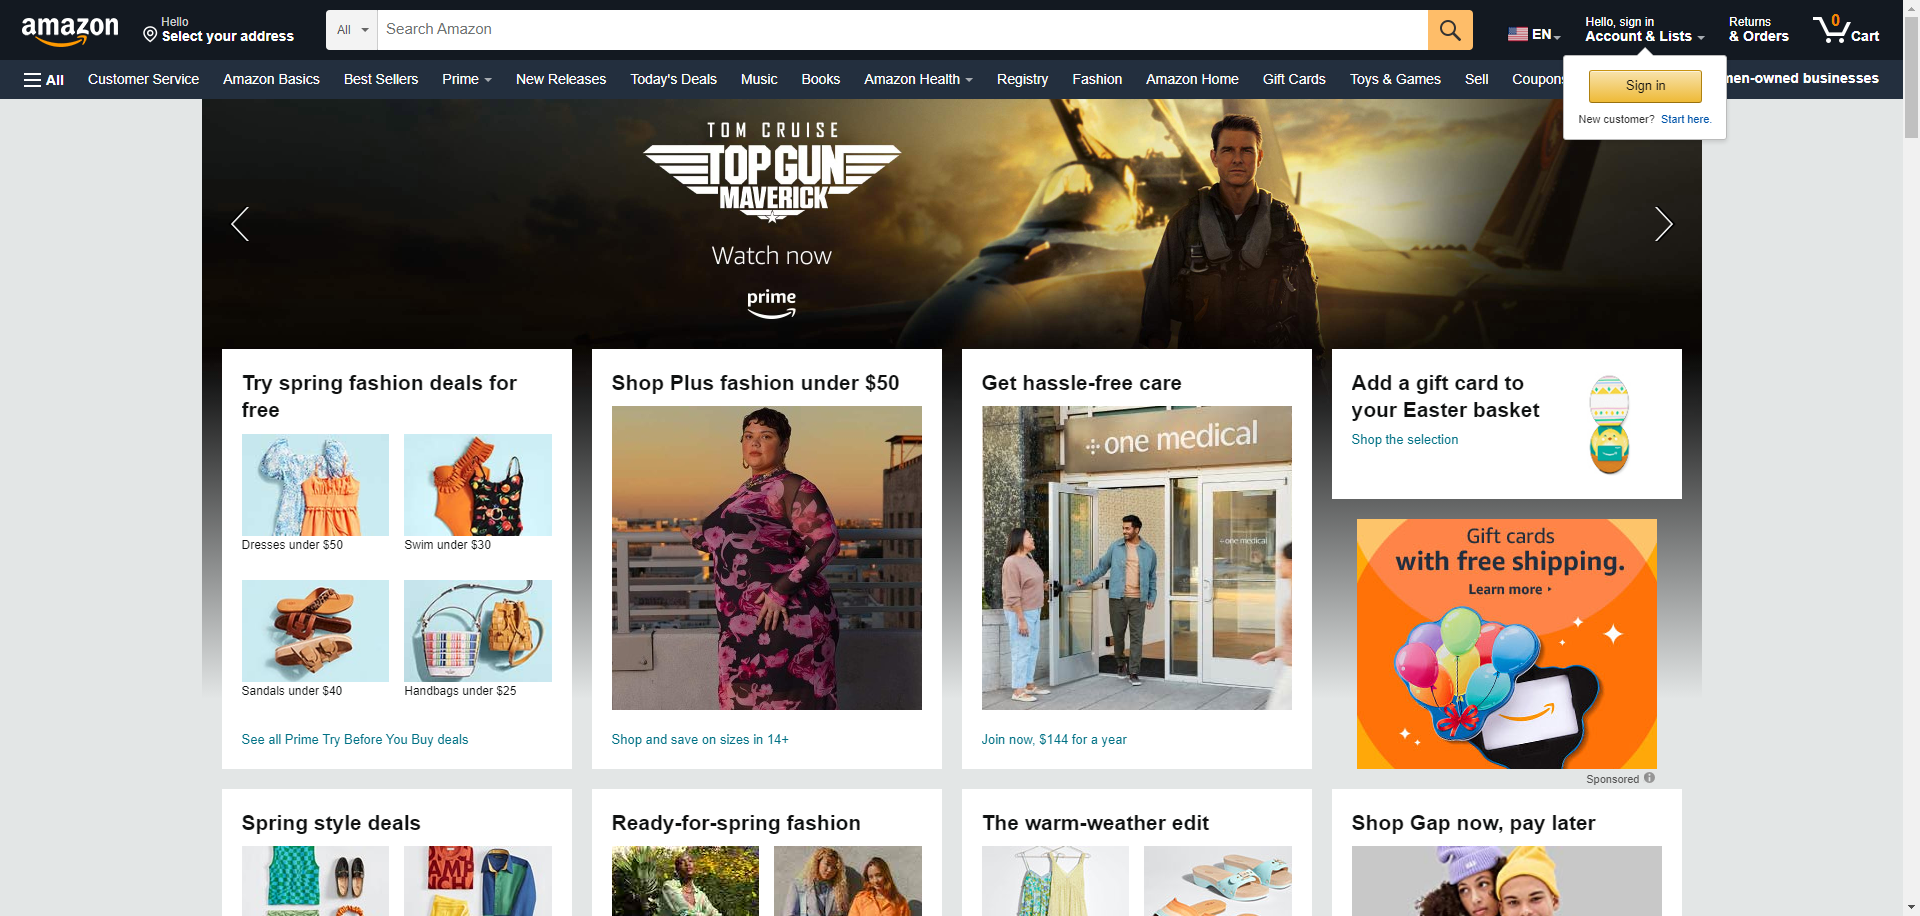 amazon
Hello
Select your address
All
Search Amazon
EN
Hello, sign in
Account & Lists
Returns
& Orders
0
Cart
All
Customer Service
Amazon Basics
Best Sellers
Prime
New Releases
Today's Deals
Music
Books
Amazon Health
Registry
Fashion
Amazon Home
Gift Cards
Toys & Games
Sell
Coupons
men-owned businesses
Sign in
New customer? Start here.
TOM CRUISE
TOP GUN
MAVERICK
Watch now
prime
Try spring fashion deals for
free
Dresses under $50
Swim under $30
Sandals under $40
Handbags under $25
See all Prime Try Before You Buy deals
Shop Plus fashion under $50
Shop and save on sizes in 14+
Get hassle-free care
one medical
one medical
Join now, $144 for a year
Add a gift card to
your Easter basket
Shop the selection
Gift cards
with free shipping.
Learn more
Sponsored
Spring style deals
Ready-for-spring fashion
The warm-weather edit
Shop Gap now, pay later